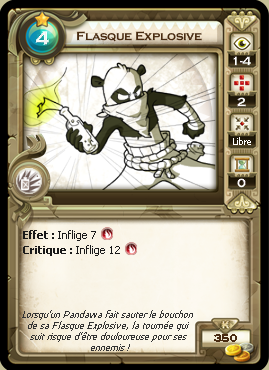 4
Flasque Explosive
1-4
2
Libre
0
Effet : Inflige 7
Critique : Inflige 12
Lorsqu'un Pandawa fait sauter le bouchon
de sa Flasque Explosive, la tournée qui
suit risque d'être douloureuse pour ses
ennemis !
K
350